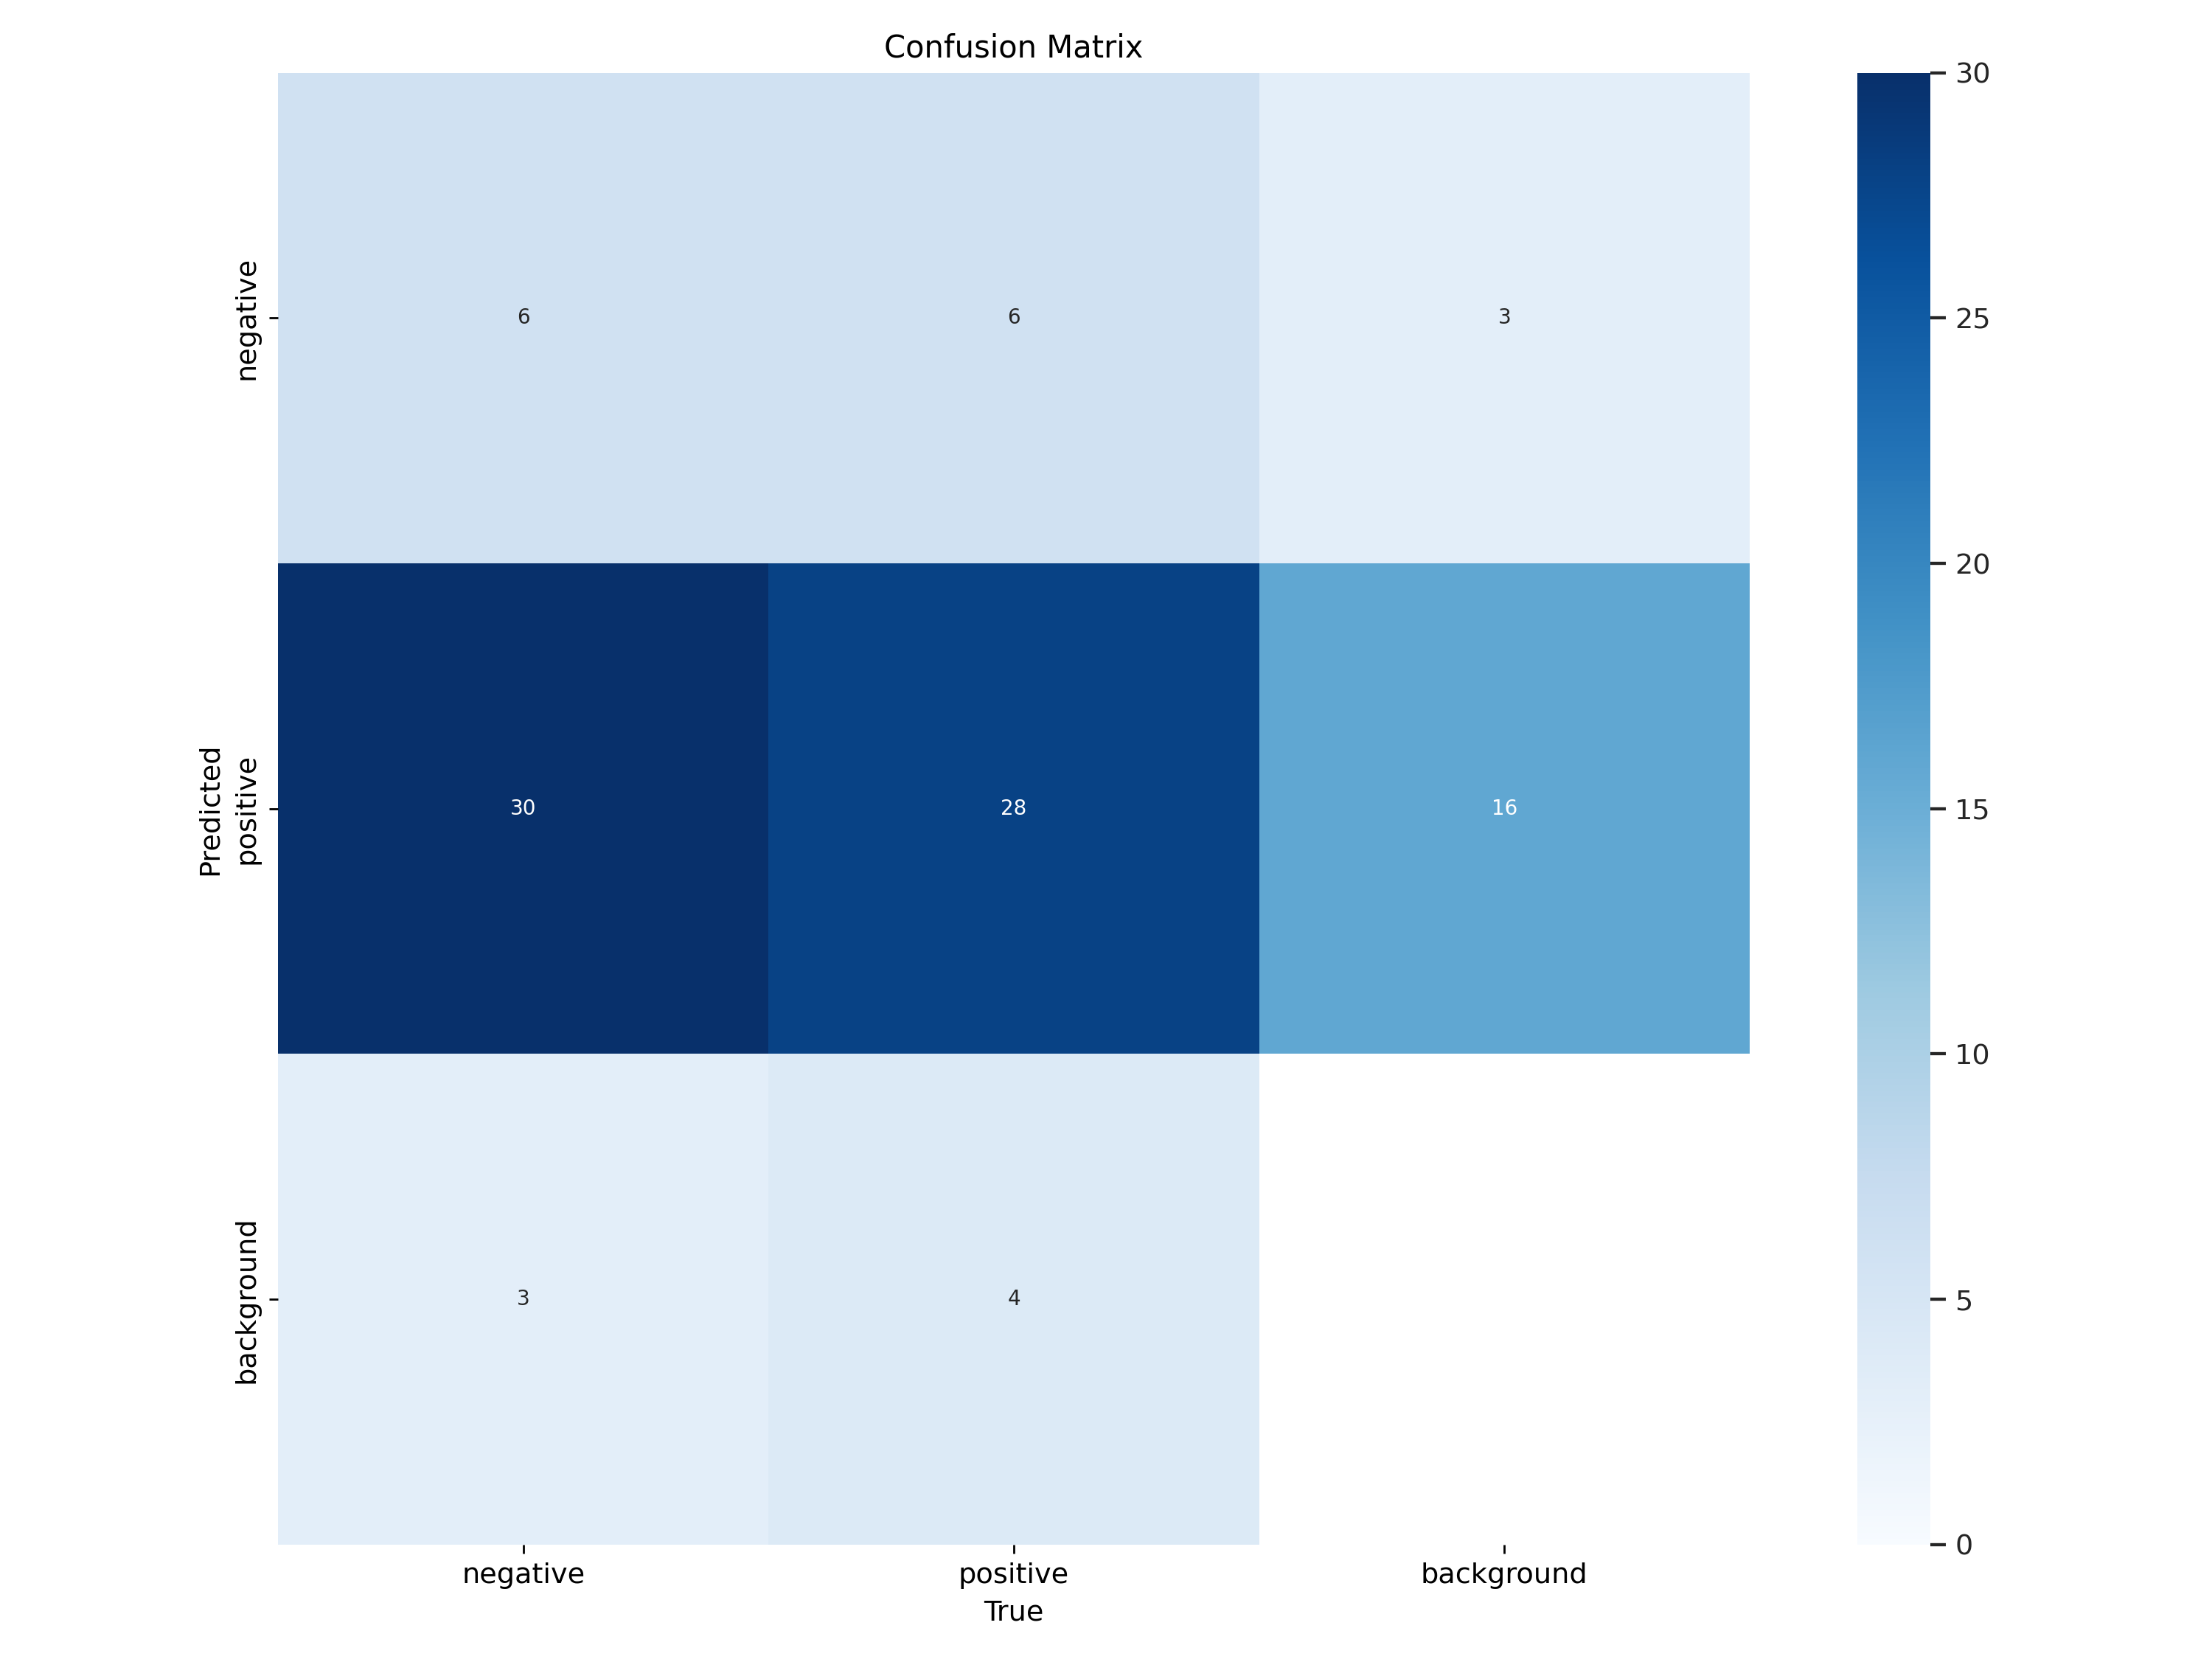 Confusion Matrix
negative
6 6 3
Predicted
positive
30 28 16
background
3 4
negative positive background
True
30
25
20
15
10
5
0